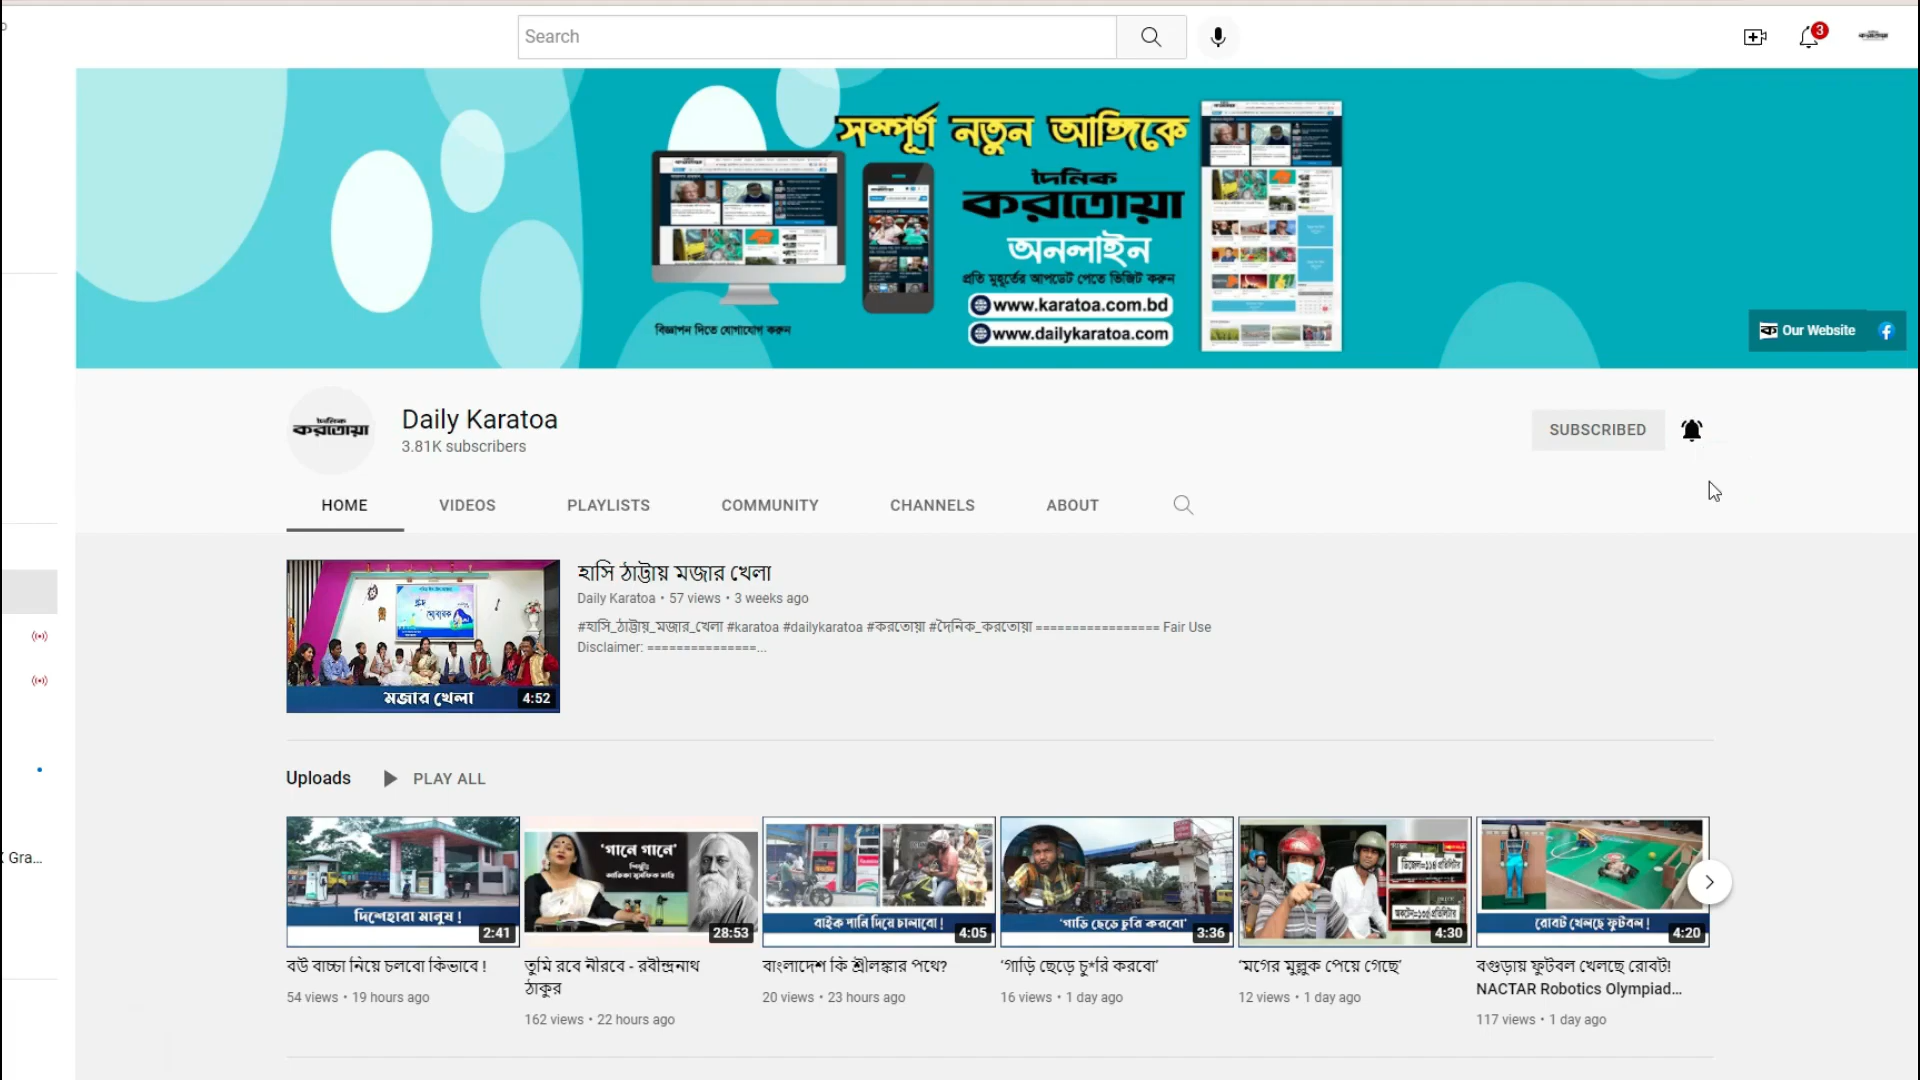 Search
3
সম্পূর্ণ নতুন আঙ্গিকে
দৈনিক
করতোয়া
অনলাইন
প্রতি মুহূর্তের আপডেট পেতে ভিজিট করুন
www.karatoa.com.bd
www.dailykaratoa.com
বিজ্ঞাপন দিতে যোগাযোগ করুন
Our Website
দৈনিক
করতোয়া
Daily Karatoa
3.81K subscribers
SUBSCRIBED
HOME VIDEOS PLAYLISTS COMMUNITY CHANNELS ABOUT
মজার খেলা
4:52
হাসি ঠাট্টায় মজার খেলা
Daily Karatoa • 57 views • 3 weeks ago
#হাসি_ঠাট্টায়_মজার_খেলা #karatoa #dailykaratoa #করতোয়া #দৈনিক_করতোয়া ================= Fair Use
Disclaimer: ===============...
Uploads PLAY ALL
Gra...
দিশেহারা মানুষ !
2:41
'গানে গানে'
28:53
বাইক পানি দিয়ে চালাবো !
4:05
'গাড়ি ছেড়ে চুরি করবো'
3:36
4:30
রোবট খেলছে ফুটবল !
4:20
বউ বাচ্চা নিয়ে চলবো কিভাবে !
54 views • 19 hours ago
তুমি রবে নীরবে - রবীন্দ্রনাথ
ঠাকুর
162 views • 22 hours ago
বাংলাদেশ কি শ্রীলঙ্কার পথে?
20 views • 23 hours ago
'গাড়ি ছেড়ে চু*রি করবো'
16 views • 1 day ago
'মগের মুল্লুক পেয়ে গেছে'
12 views • 1 day ago
বগুড়ায় ফুটবল খেলছে রোবট!
NACTAR Robotics Olympiad...
117 views • 1 day ago